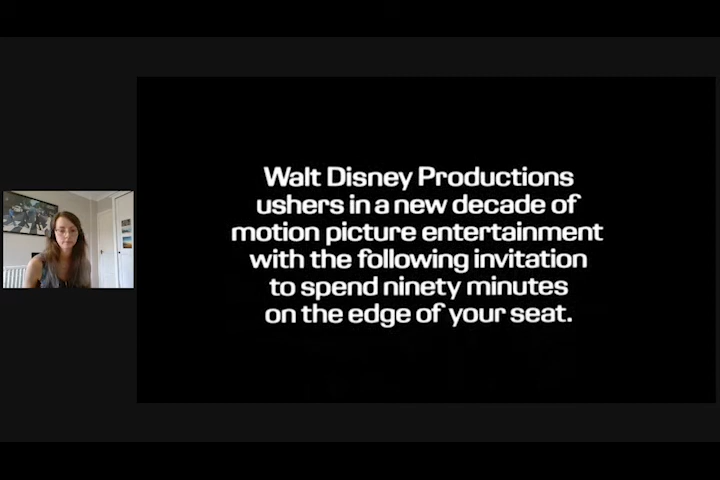 Walt Disney Productions
ushers in a new decade of
motion picture entertainment
with the following invitation
to spend ninety minutes
on the edge of your seat.